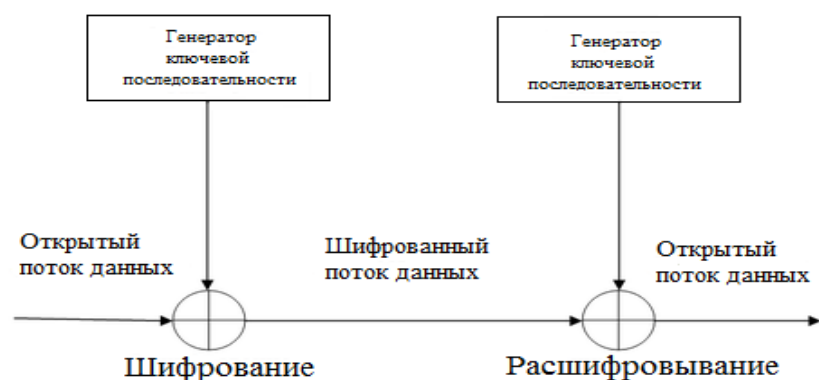 Генератор
ключевой
последовательности
Генератор
ключевой
последовательности
Открытый
поток данных
Шифрованный
поток данных
Открытый
поток данных
Шифрование
Расшифровывание